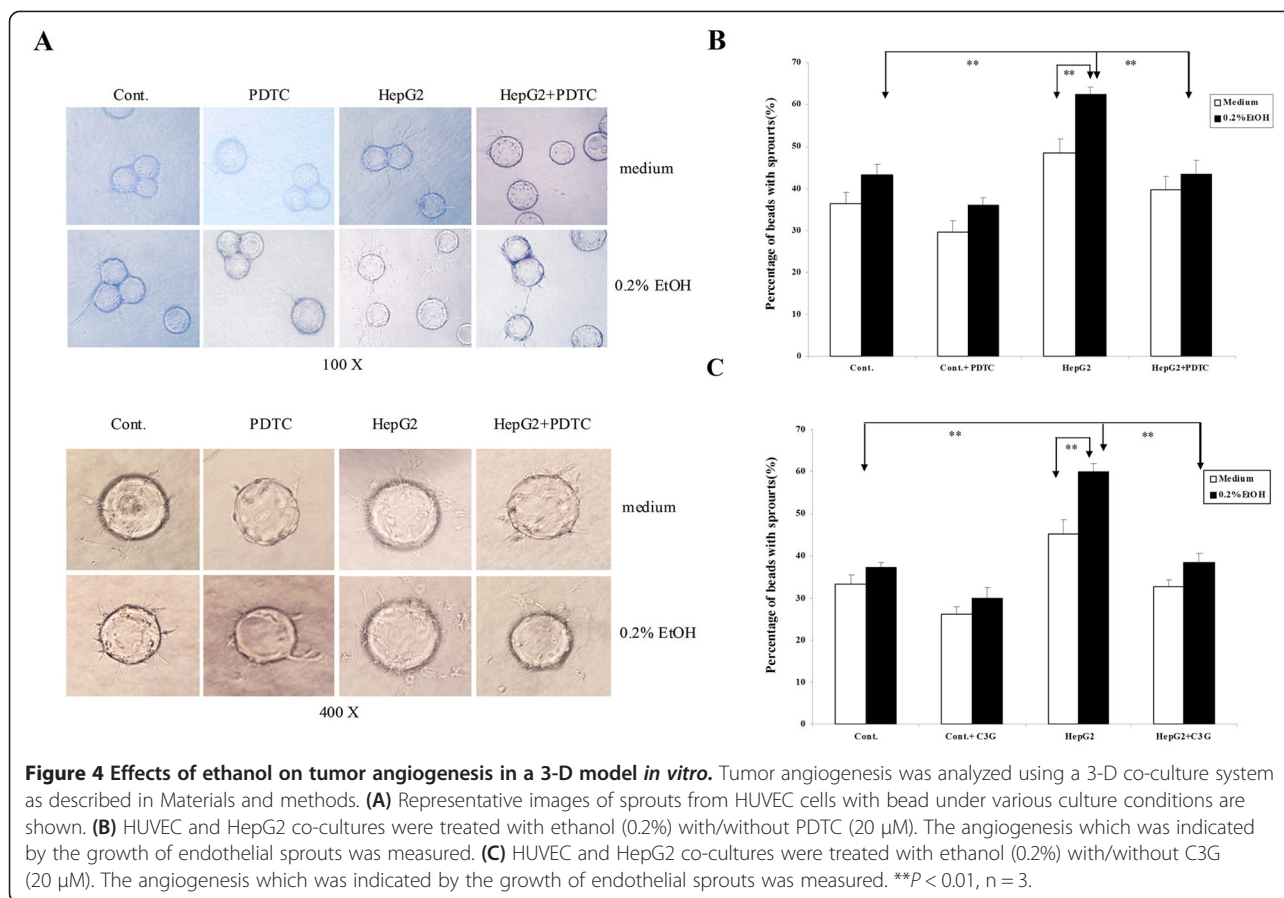 A
Cont.
PDTC
HepG2
HepG2+PDTC
medium
0.2% EtOH
100 X
Cont.
PDTC
HepG2
HepG2+PDTC
medium
0.2% EtOH
400 X
B
Percentage of beads with sprourts(%)
70
60
50
40
30
20
10
0
**
**
**
Medium
0.2%EtOH
Cont.
Cont.+ PDTC
HepG2
HepG2+PDTC
C
Percentage of beads with sprourts(%)
70
60
50
40
30
20
10
0
**
**
**
Medium
0.2%EtOH
Cont.
Cont.+ C3G
HepG2
HepG2+C3G
Figure 4 Effects of ethanol on tumor angiogenesis in a 3-D model in vitro. Tumor angiogenesis was analyzed using a 3-D co-culture system
as described in Materials and methods. (A) Representative images of sprouts from HUVEC cells with bead under various culture conditions are
shown. (B) HUVEC and HepG2 co-cultures were treated with ethanol (0.2%) with/without PDTC (20 μM). The angiogenesis which was indicated
by the growth of endothelial sprouts was measured. (C) HUVEC and HepG2 co-cultures were treated with ethanol (0.2%) with/without C3G
(20 μM). The angiogenesis which was indicated by the growth of endothelial sprouts was measured. **P < 0.01, n = 3.